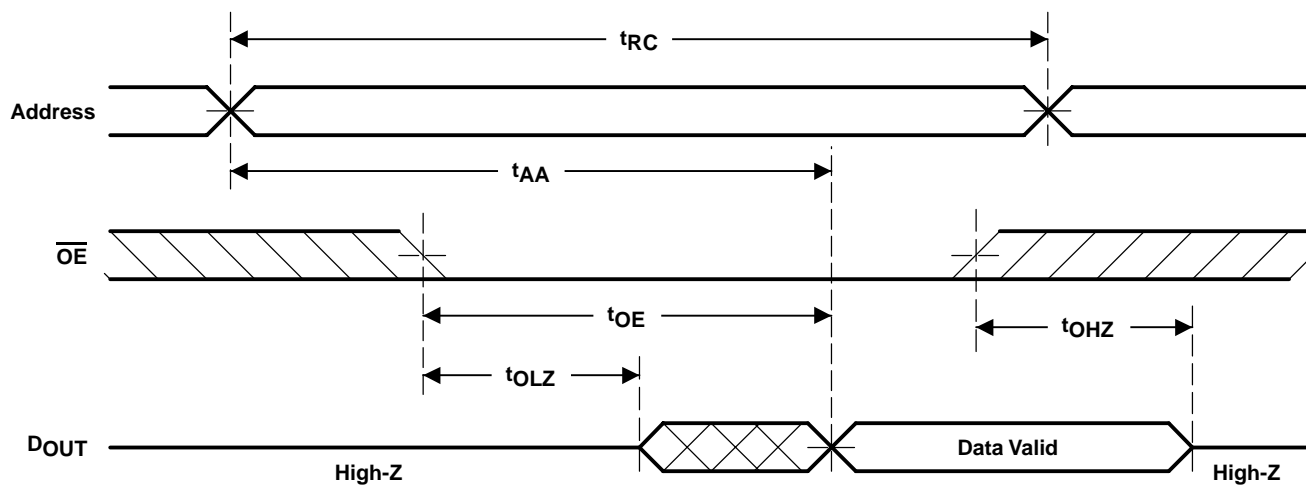 tRC
Address
tAA
OE
tOE
tOHZ
tOLZ
DOUT
Data Valid
High-Z
High-Z